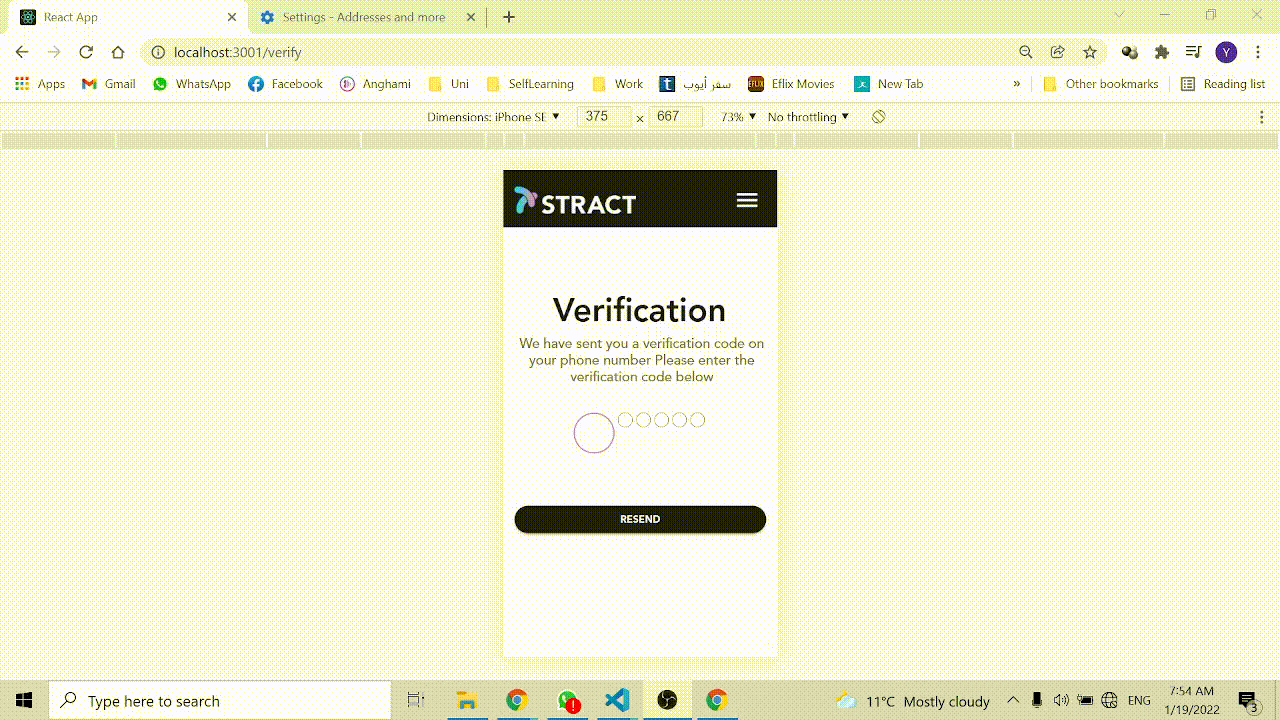 React App
Settings - Addresses and more
localhost:3001/verify
Y
Apps Gmail WhatsApp Facebook Anghami Uni SelfLearning Work سفر أيوب Eflix Movies New Tab » Other bookmarks Reading list
Dimensions: iPhone SE 375 × 667 73% No throttling
STRACT
Verification
We have sent you a verification code on
your phone number Please enter the
verification code below
RESEND
Type here to search
11°C Mostly cloudy
ENG
7:54 AM
1/19/2022
3